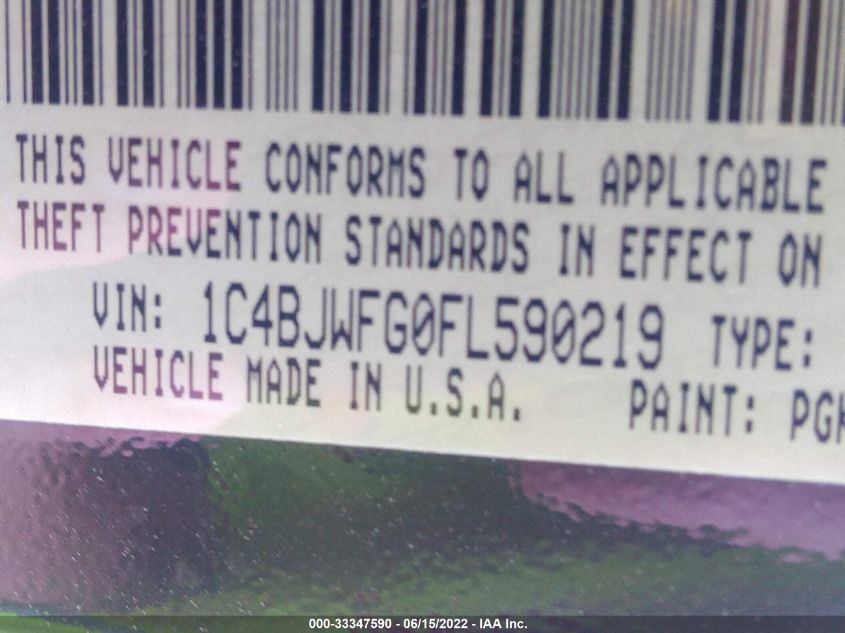 THIS VEHICLE CONFORMS TO ALL APPLICABLE
THEFT PREVENTION STANDARDS IN EFFECT ON
VIN: 1C4BJWFG0FL590219 TYPE:
VEHICLE MADE IN U.S.A. PAINT: PG
000-33347590 - 06/15/2022 - IAA Inc.